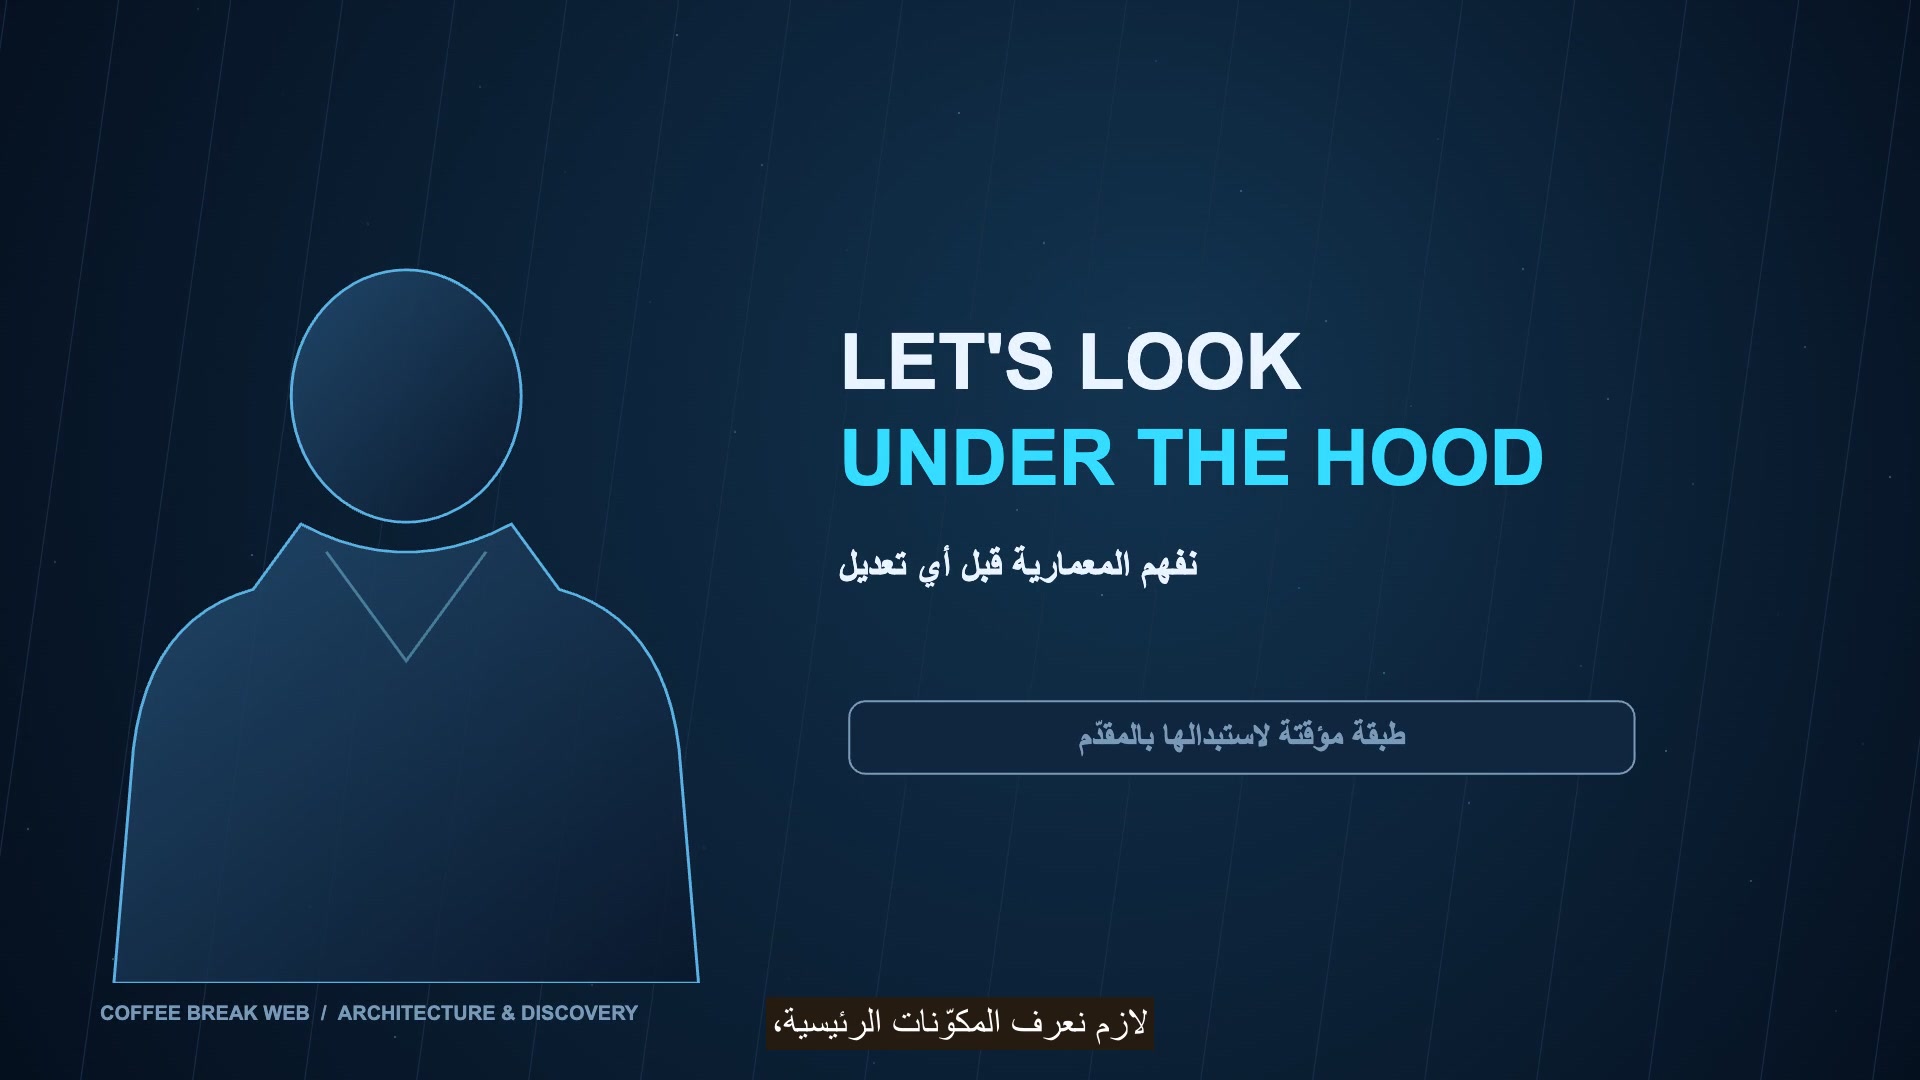 LET'S LOOK
UNDER THE HOOD
نفهم المعمارية قبل أي تعديل
طبقة مؤقتة لاستبدالها بالمقدّم
COFFEE BREAK WEB / ARCHITECTURE & DISCOVERY
لازم نعرف المكوّنات الرئيسية،